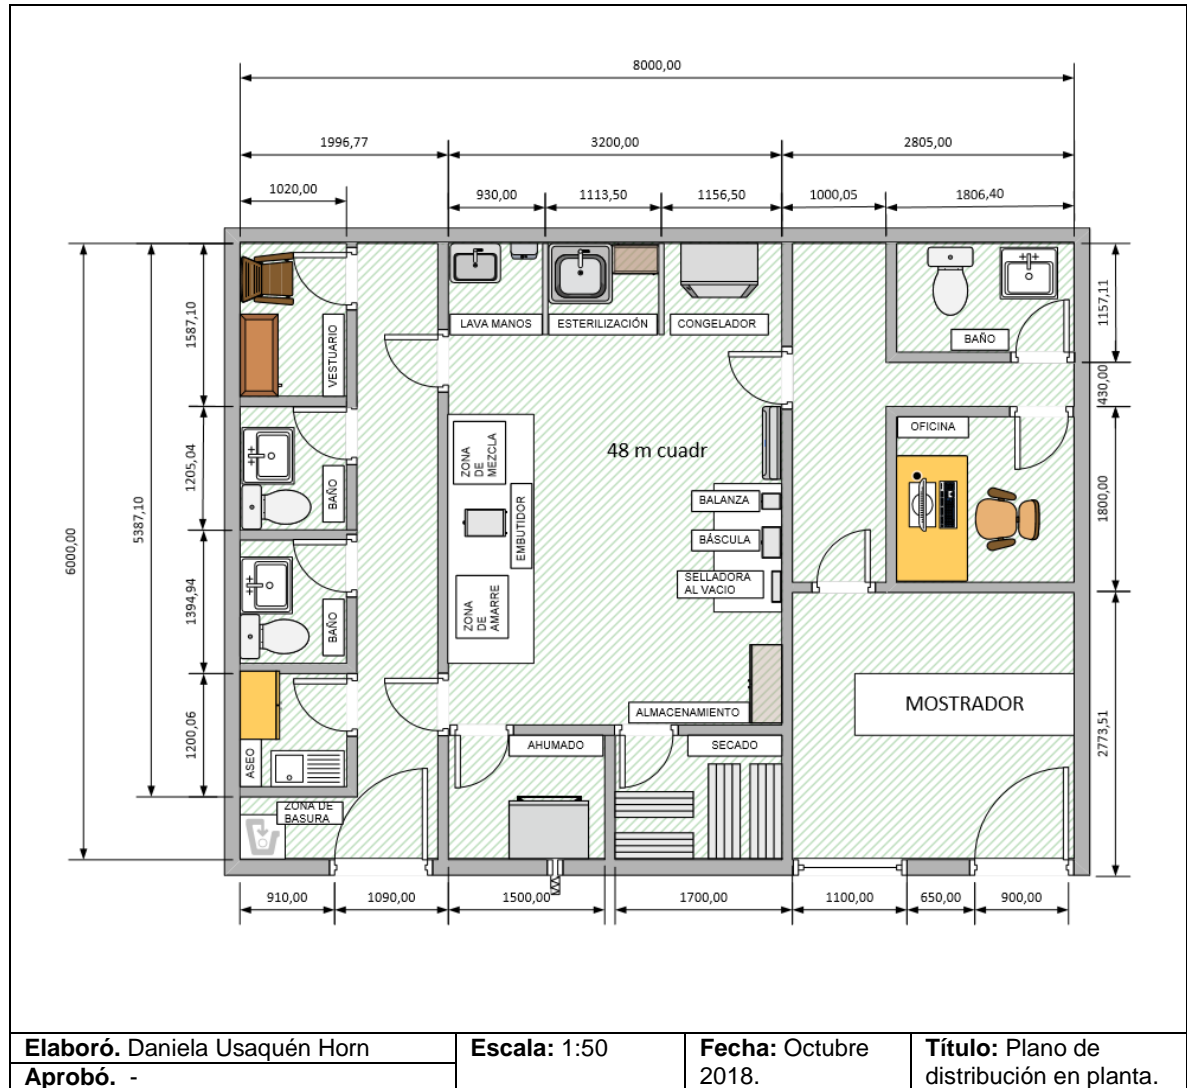 8000,00
1996,77
3200,00
2805,00
1020,00
930,00
1113,50
1156,50
1000,05
1806,40
6000,00
5387,10
1587,10
1205,04
1394,94
1200,06
VESTUARIO
BAÑO
BAÑO
ASEO
ZONA DE
BASURA
LAVA MANOS
ESTERILIZACIÓN
CONGELADOR
ZONA
DE
MEZCLA
EMBUTIDOR
ZONA
DE
AMARRE
48 m cuadr
BALANZA
BÁSCULA
SELLADORA
AL VACIO
ALMACENAMIENTO
AHUMADO
SECADO
BAÑO
OFICINA
MOSTRADOR
1157,11
430,00
1800,00
2773,51
910,00
1090,00
1500,00
1700,00
1100,00
650,00
900,00
Elaboró. Daniela Usaquén Horn
Aprobó. -
Escala: 1:50
Fecha: Octubre
2018.
Título: Plano de
distribución en planta.